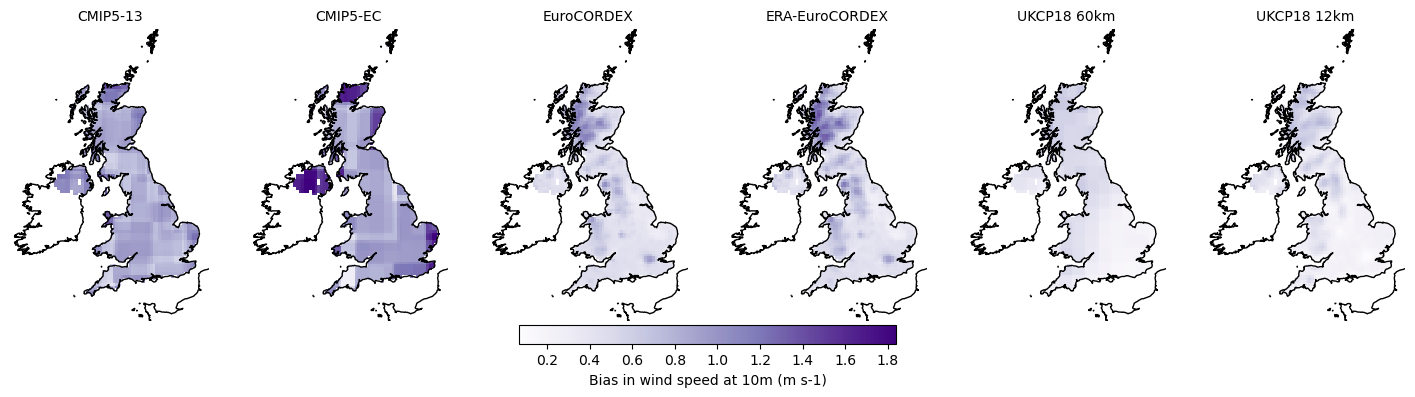 CMIP5-13 CMIP5-EC EuroCORDEX ERA-EuroCORDEX UKCP18 60km UKCP18 12km
0.2 0.4 0.6 0.8 1.0 1.2 1.4 1.6 1.8
Bias in wind speed at 10m (m s-1)